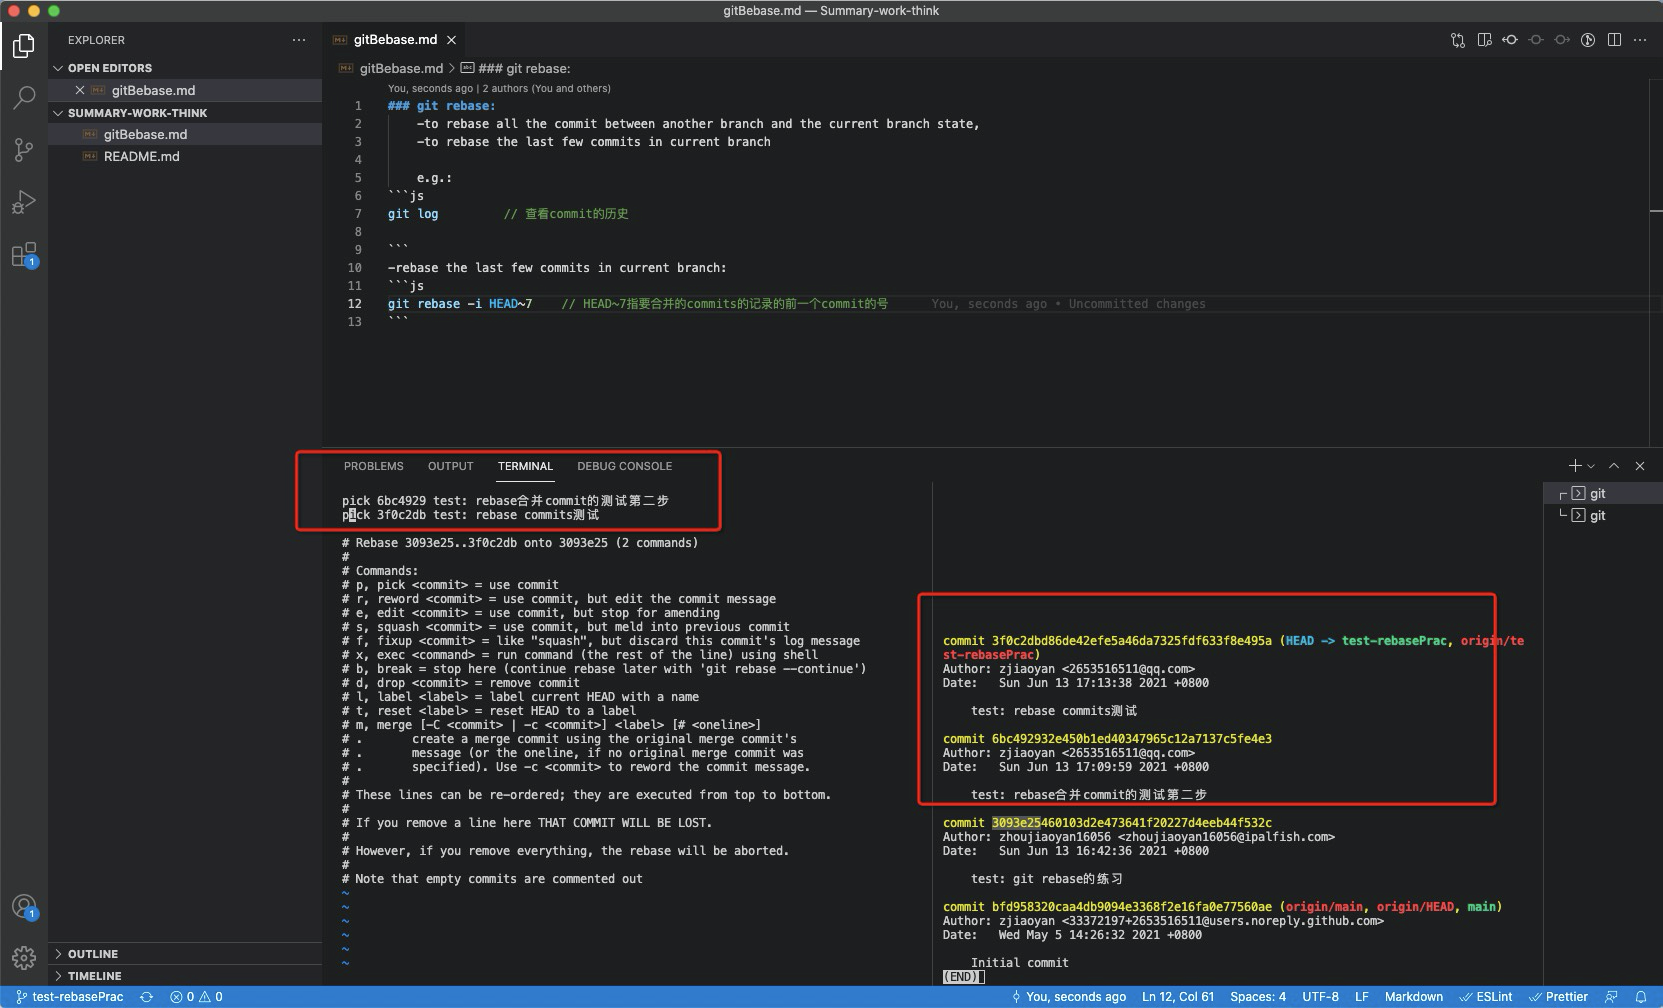 gitBebase.md — Summary-work-think
EXPLORER
OPEN EDITORS
gitBebase.md
SUMMARY-WORK-THINK
gitBebase.md
README.md
OUTLINE
TIMELINE
gitBebase.md
gitBebase.md > ### git rebase:
You, seconds ago | 2 authors (You and others)
1 ### git rebase:
2 -to rebase all the commit between another branch and the current branch state,
3 -to rebase the last few commits in current branch
4
5 e.g.:
6 ```js
7 git log // 查看commit的历史
8
9 ```
10 -rebase the last few commits in current branch:
11 ```js
12 git rebase -i HEAD~7 // HEAD~7指要合并的commits的记录的前一个commit的号 You, seconds ago • Uncommitted changes
13 ```
PROBLEMS OUTPUT TERMINAL DEBUG CONSOLE
pick 6bc4929 test: rebase合并commit的测试第二步
pick 3f0c2db test: rebase commits测试
# Rebase 3093e25..3f0c2db onto 3093e25 (2 commands)
#
# Commands:
# p, pick <commit> = use commit
# r, reword <commit> = use commit, but edit the commit message
# e, edit <commit> = use commit, but stop for amending
# s, squash <commit> = use commit, but meld into previous commit
# f, fixup <commit> = like "squash", but discard this commit's log message
# x, exec <command> = run command (the rest of the line) using shell
# b, break = stop here (continue rebase later with 'git rebase --continue')
# d, drop <commit> = remove commit
# l, label <label> = label current HEAD with a name
# t, reset <label> = reset HEAD to a label
# m, merge [-C <commit> | -c <commit>] <label> [# <oneline>]
# . create a merge commit using the original merge commit's
# . message (or the oneline, if no original merge commit was
# . specified). Use -c <commit> to reword the commit message.
#
# These lines can be re-ordered; they are executed from top to bottom.
#
# If you remove a line here THAT COMMIT WILL BE LOST.
#
# However, if you remove everything, the rebase will be aborted.
#
# Note that empty commits are commented out
~
~
~
~
~
~
commit 3f0c2dbd86de42efe5a46da7325fdf633f8e495a (HEAD -> test-rebasePrac, origin/te
st-rebasePrac)
Author: zjiaoyan <2653516511@qq.com>
Date: Sun Jun 13 17:13:38 2021 +0800
test: rebase commits测试
commit 6bc492932e450b1ed40347965c12a7137c5fe4e3
Author: zjiaoyan <2653516511@qq.com>
Date: Sun Jun 13 17:09:59 2021 +0800
test: rebase合并commit的测试第二步
commit 3093e25460103d2e473641f20227d4eeb44f532c
Author: zhoujiaoyan16056 <zhoujiaoyan16056@ipalfish.com>
Date: Sun Jun 13 16:42:36 2021 +0800
test: git rebase的练习
commit bfd958320caa4db9094e3368f2e16fa0e77560ae (origin/main, origin/HEAD, main)
Author: zjiaoyan <33372197+2653516511@users.noreply.github.com>
Date: Wed May 5 14:26:32 2021 +0800
Initial commit
(END)
git
git
1
1
test-rebasePrac 0 0 You, seconds ago Ln 12, Col 61 Spaces: 4 UTF-8 LF Markdown ESLint Prettier